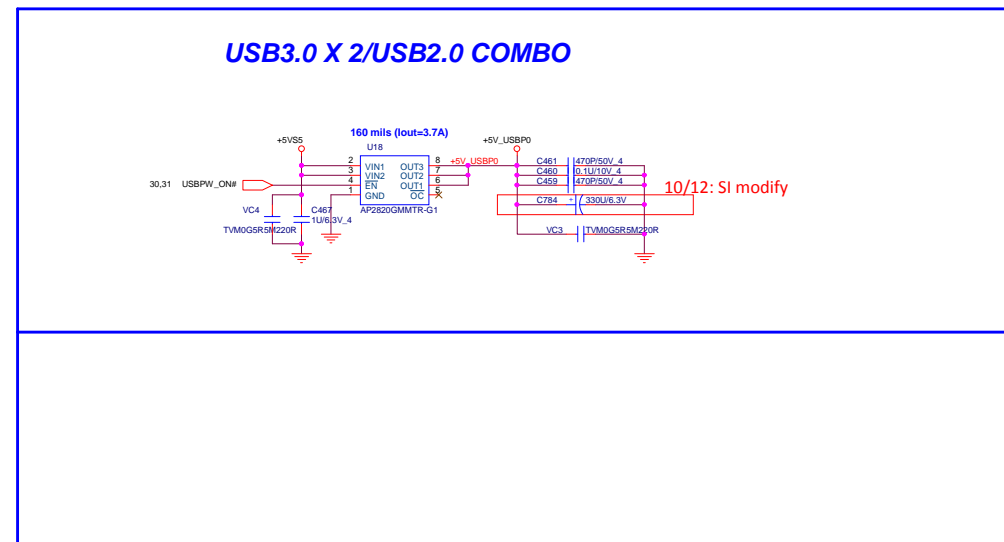 USB3.0 X 2/USB2.0 COMBO
160 mils (Iout=3.7A)
+5VS5
U18
+5V_USBP0
2 VIN1 OUT3 8 +5V_USBP0
3 VIN2 OUT2 7
30,31 USBPW_ON# 4 EN OUT1 6
1 GND OC 5
AP2820GMMTR-G1
C461 470P/50V_4
C460 0.1U/10V_4
C459 470P/50V_4
10/12: SI modify
C784 + 330U/6.3V
VC4 C467
1U/6.3V_4
TVM0G5R5M220R
VC3 TVM0G5R5M220R